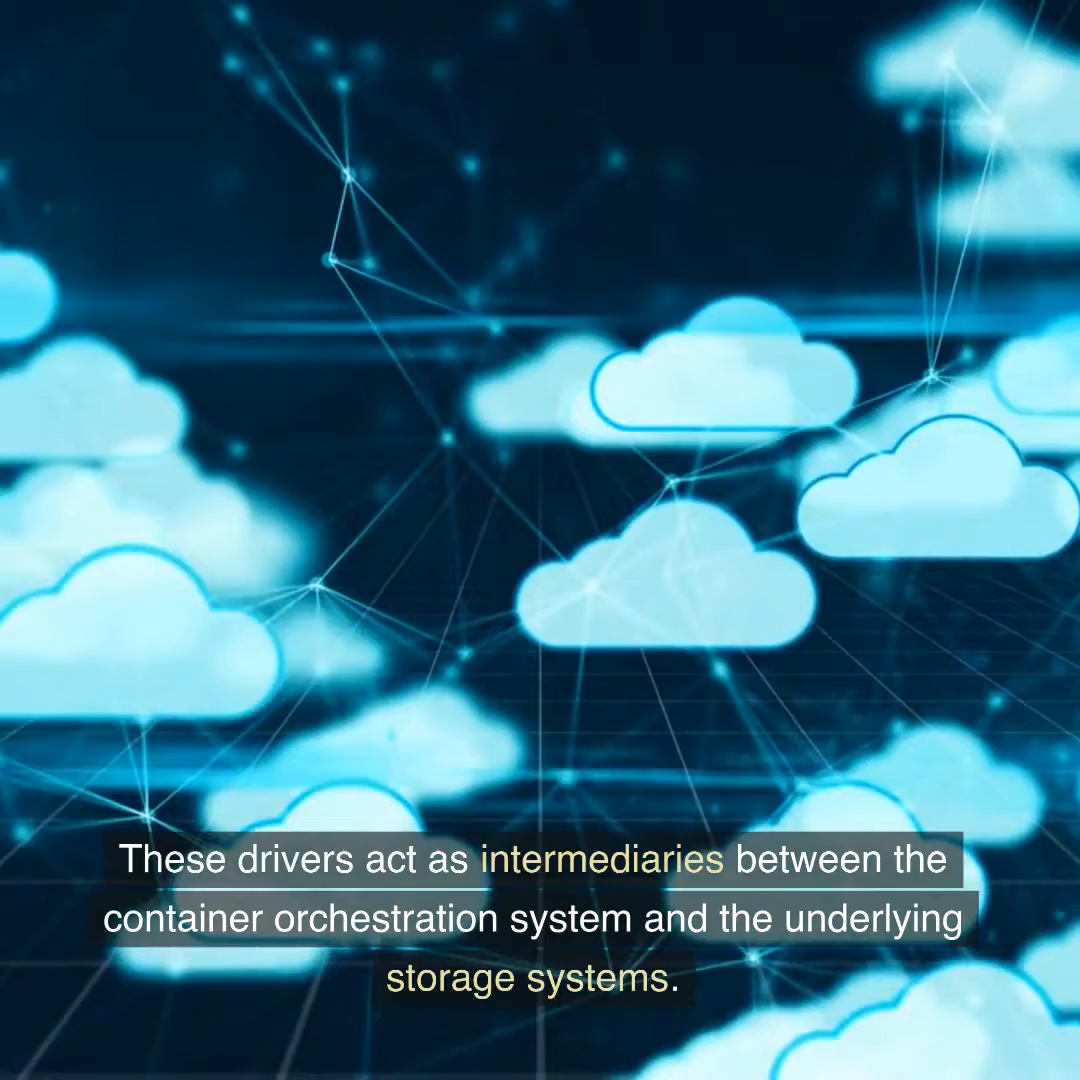 These drivers act as intermediaries between the
container orchestration system and the underlying
storage systems.